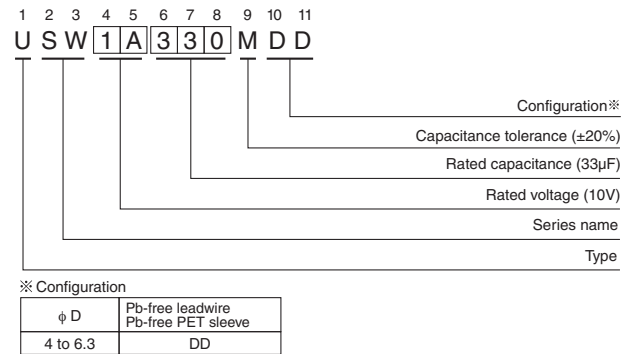 1 2 3 4 5 6 7 8 9 10 11
U S W 1 A 3 3 0 M D D
Configuration※
Capacitance tolerance (±20%)
Rated capacitance (33µF)
Rated voltage (10V)
Series name
Type
※ Configuration
ϕ D
Pb-free leadwire
Pb-free PET sleeve
4 to 6.3 DD